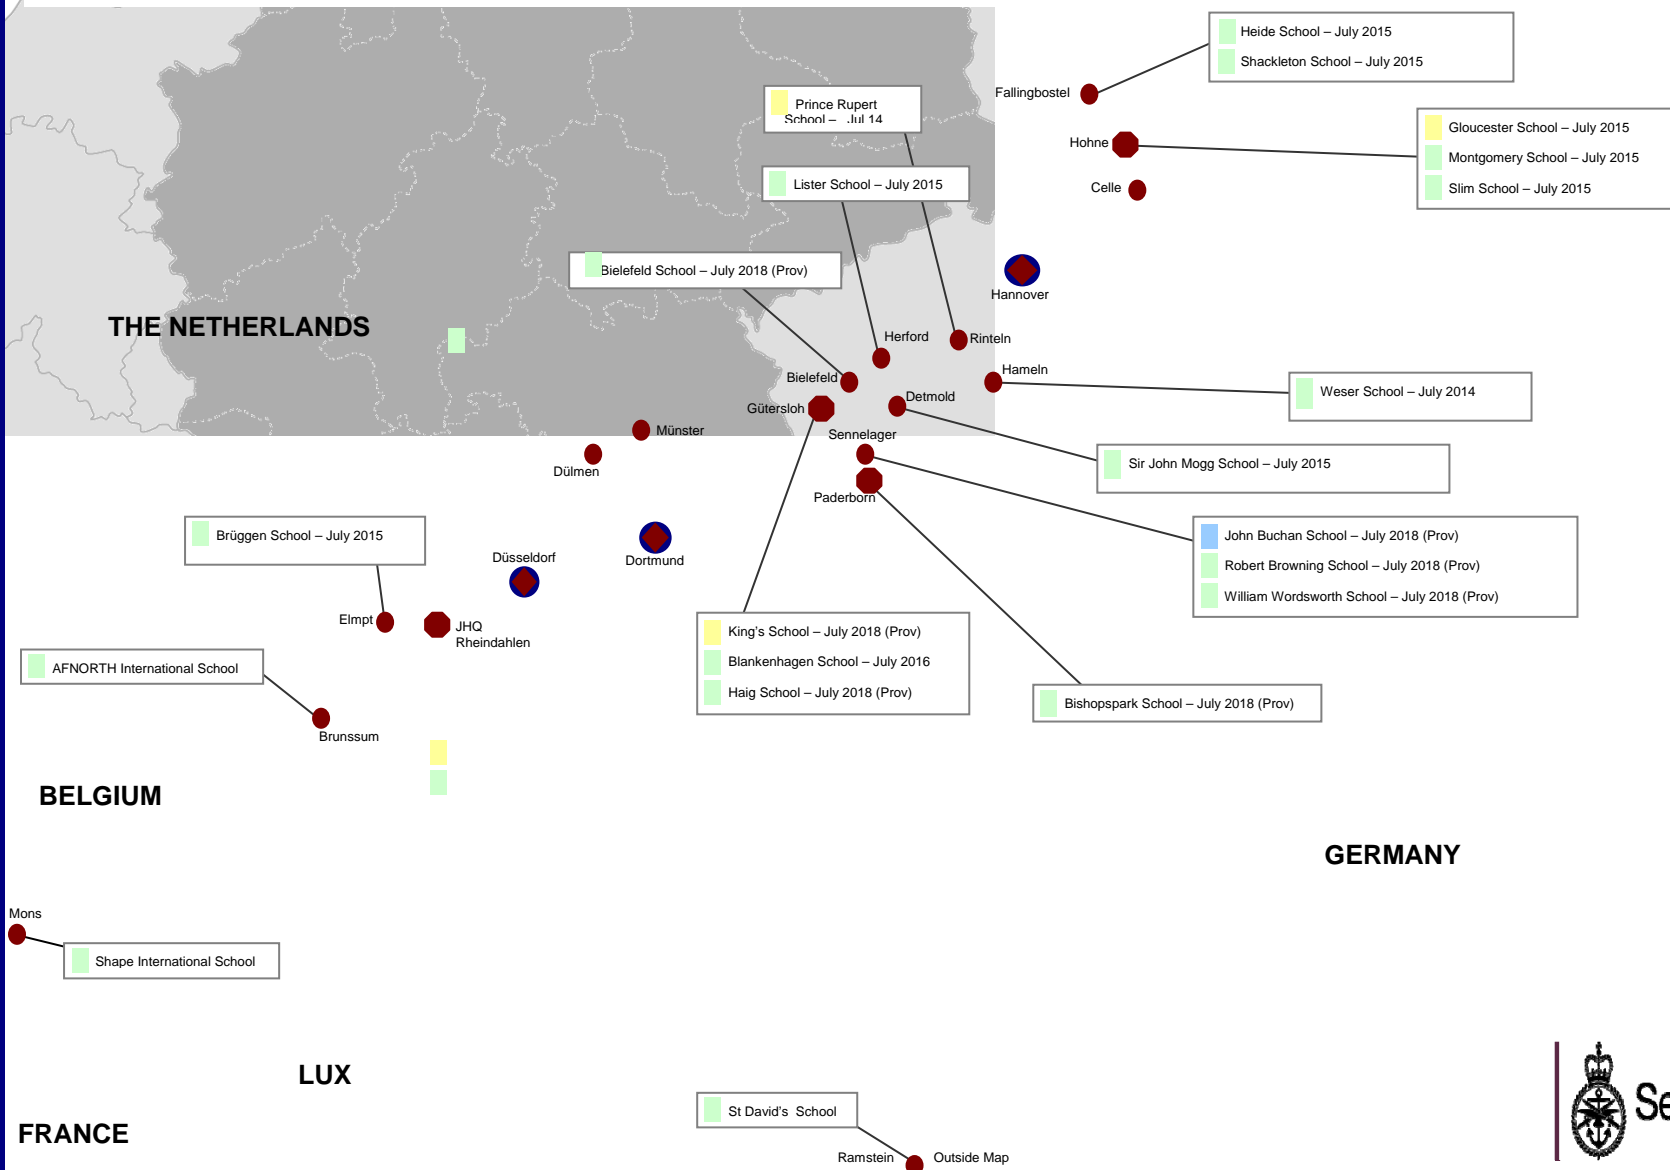 Heide School – July 2015
Shackleton School – July 2015
Fallingbostel
Prince Rupert
School – Jul 14
Gloucester School – July 2015
Montgomery School – July 2015
Slim School – July 2015
Hohne
Celle
Lister School – July 2015
Bielefeld School – July 2018 (Prov)
Hannover
THE NETHERLANDS
Herford
Rinteln
Bielefeld
Hameln
Weser School – July 2014
Gütersloh
Detmold
Münster
Sennelager
Dülmen
Sir John Mogg School – July 2015
Paderborn
Brüggen School – July 2015
John Buchan School – July 2018 (Prov)
Robert Browning School – July 2018 (Prov)
William Wordsworth School – July 2018 (Prov)
Düsseldorf
Dortmund
Elmpt
JHQ
Rheindahlen
King's School – July 2018 (Prov)
Blankenhagen School – July 2016
Haig School – July 2018 (Prov)
AFNORTH International School
Bishopspark School – July 2018 (Prov)
Brunssum
BELGIUM
GERMANY
Mons
Shape International School
LUX
St David's School
FRANCE
Ramstein
Outside Map
Se